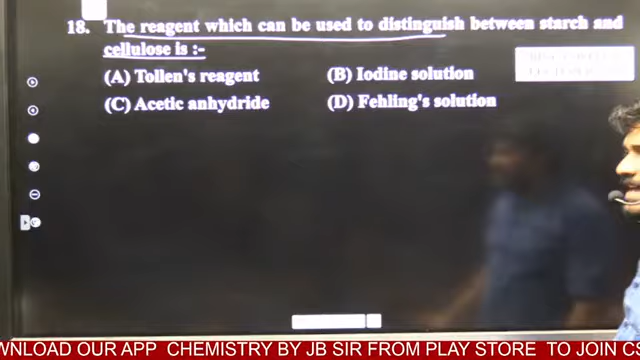 18. The reagent which can be used to distinguish between starch and
cellulose is :-
(A) Tollen's reagent (B) Iodine solution
(C) Acetic anhydride (D) Fehling's solution
WNLOAD OUR APP CHEMISTRY BY JB SIR FROM PLAY STORE TO JOIN CS